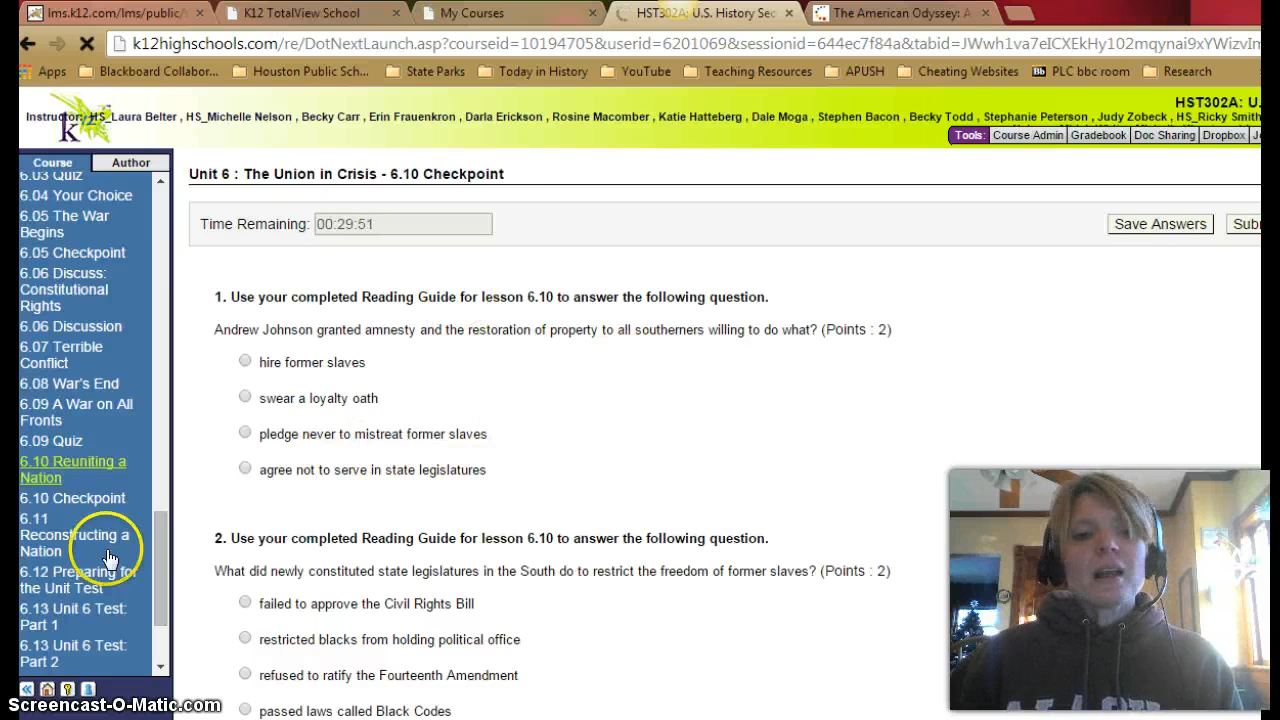 lms.k12.com/lms/public/
K12 TotalView School
My Courses
HST302A: U.S. History Sec
The American Odyssey: A
k12highschools.com/re/DotNextLaunch.asp?courseid=10194705&userid=6201069&sessionid=644ec7f84a&tabid=JWwh1va7eICXEkHy102mqynai9xYWizvIm
Apps Blackboard Collabor... Houston Public Sch... State Parks Today in History YouTube Teaching Resources APUSH Cheating Websites Bb PLC bbc room Research
HST302A: U.
Instructor: HS_Laura Belter , HS_Michelle Nelson , Becky Carr , Erin Frauenkron , Darla Erickson , Rosine Macomber , Katie Hatteberg , Dale Moga , Stephen Bacon , Becky Todd , Stephanie Peterson , Judy Zobeck , HS_Ricky Smith
k12
Tools: Course Admin Gradebook Doc Sharing Dropbox
Course Author
6.03 Quiz
6.04 Your Choice
6.05 The War
Begins
6.05 Checkpoint
6.06 Discuss:
Constitutional
Rights
6.06 Discussion
6.07 Terrible
Conflict
6.08 War's End
6.09 A War on All
Fronts
6.09 Quiz
6.10 Reuniting a
Nation
6.10 Checkpoint
6.11
Reconstructing a
Nation
6.12 Preparing for
the Unit Test
6.13 Unit 6 Test:
Part 1
6.13 Unit 6 Test:
Part 2
Unit 6 : The Union in Crisis - 6.10 Checkpoint
Time Remaining: 00:29:51
Save Answers Subm
1. Use your completed Reading Guide for lesson 6.10 to answer the following question.
Andrew Johnson granted amnesty and the restoration of property to all southerners willing to do what? (Points : 2)
hire former slaves
swear a loyalty oath
pledge never to mistreat former slaves
agree not to serve in state legislatures
2. Use your completed Reading Guide for lesson 6.10 to answer the following question.
What did newly constituted state legislatures in the South do to restrict the freedom of former slaves? (Points : 2)
failed to approve the Civil Rights Bill
restricted blacks from holding political office
refused to ratify the Fourteenth Amendment
passed laws called Black Codes
Screencast-O-Matic.com